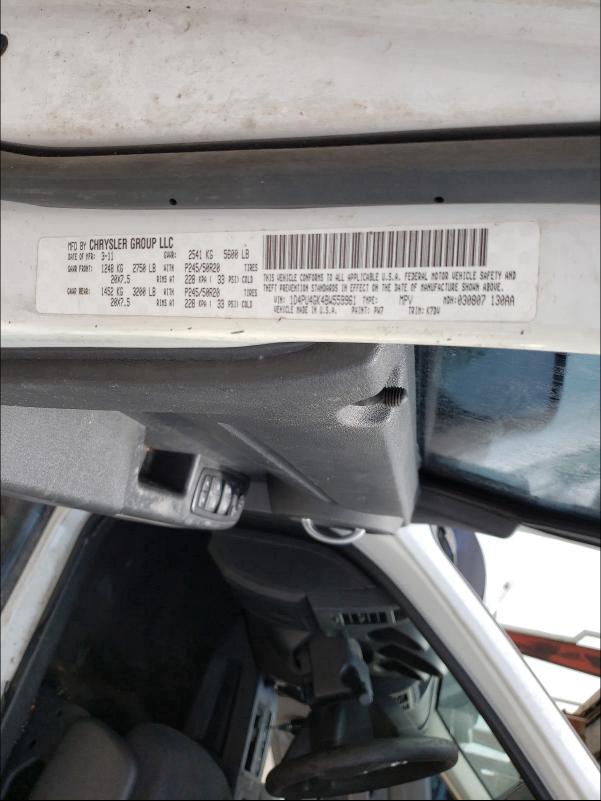 MFD BY CHRYSLER GROUP LLC
DATE OF MFR: 3-11 GVWR: 2541 KG 5600 LB
GAWR FRONT: 1248 KG 2750 LB WITH P245/50R20 TIRES
20X7.5 RIMS AT 228 KPA ( 33 PSI) COLD
GAWR REAR: 1452 KG 3200 LB WITH P245/50R20 TIRES
20X7.5 RIMS AT 228 KPA ( 33 PSI) COLD
THIS VEHICLE CONFORMS TO ALL APPLICABLE U.S.A. FEDERAL MOTOR VEHICLE SAFETY AND
THEFT PREVENTION STANDARDS IN EFFECT ON THE DATE OF MANUFACTURE SHOWN ABOVE.
VIN: 1D4PU4GK4BW559961 TYPE: MPV MDH: 030807 130AA
VEHICLE MADE IN U.S.A. PAINT: PW7 TRIM: K7DV